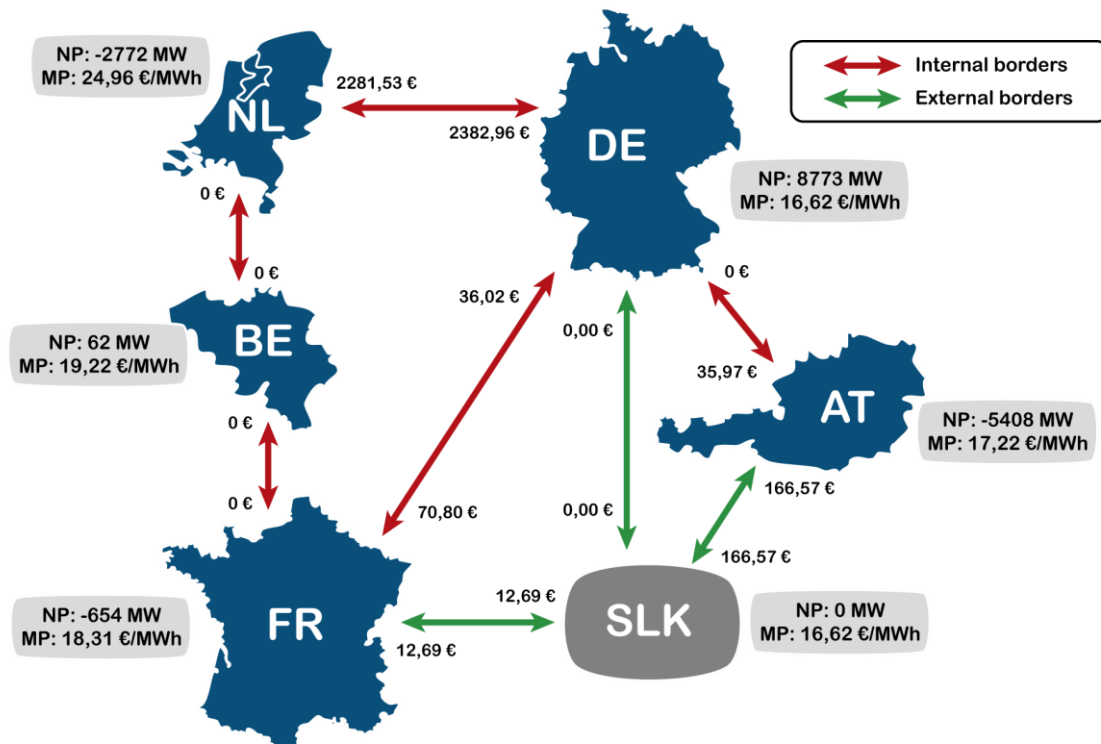 NP: -2772 MW
MP: 24,96 €/MWh
NL
2281,53 €
2382,96 €
DE
Internal borders
External borders
NP: 8773 MW
MP: 16,62 €/MWh
0 €
0 €
36,02 €
0,00 €
0 €
BE
NP: 62 MW
MP: 19,22 €/MWh
35,97 €
AT
NP: -5408 MW
MP: 17,22 €/MWh
0 €
0 €
70,80 €
0,00 €
166,57 €
166,57 €
FR
NP: -654 MW
MP: 18,31 €/MWh
12,69 €
12,69 €
SLK
NP: 0 MW
MP: 16,62 €/MWh